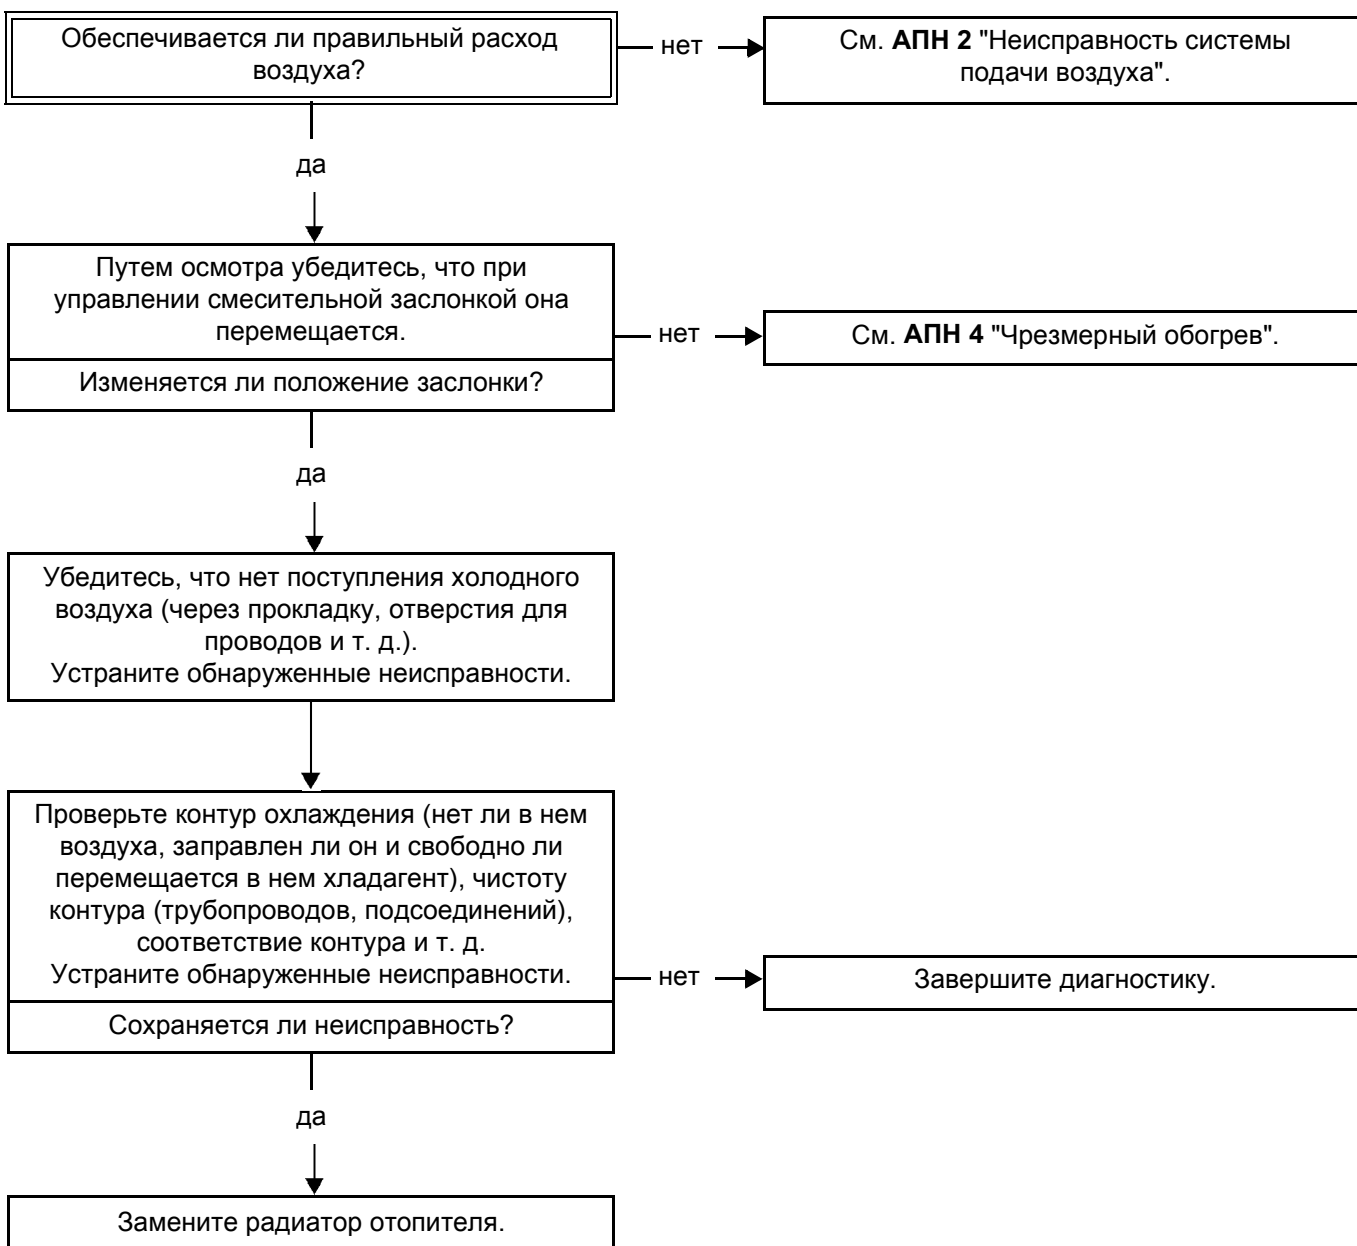 Обеспечивается ли правильный расход
воздуха?
нет
См. АПН 2 "Неисправность системы
подачи воздуха".
да
Путем осмотра убедитесь, что при
управлении смесительной заслонкой она
перемещается.
Изменяется ли положение заслонки?
нет
См. АПН 4 "Чрезмерный обогрев".
да
Убедитесь, что нет поступления холодного
воздуха (через прокладку, отверстия для
проводов и т. д.).
Устраните обнаруженные неисправности.
Проверьте контур охлаждения (нет ли в нем
воздуха, заправлен ли он и свободно ли
перемещается в нем хладагент), чистоту
контура (трубопроводов, подсоединений),
соответствие контура и т. д.
Устраните обнаруженные неисправности.
Сохраняется ли неисправность?
нет
Завершите диагностику.
да
Замените радиатор отопителя.